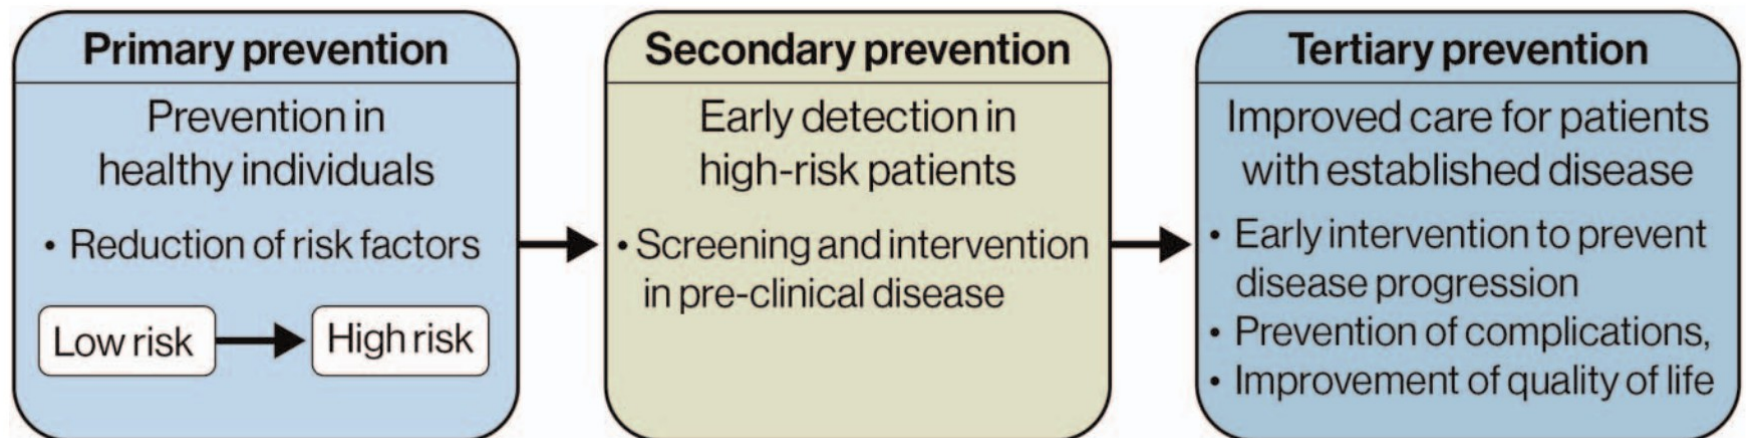 Primary prevention
Prevention in
healthy individuals
• Reduction of risk factors
Low risk
High risk
Secondary prevention
Early detection in
high-risk patients
• Screening and intervention
in pre-clinical disease
Tertiary prevention
Improved care for patients
with established disease
• Early intervention to prevent
disease progression
• Prevention of complications,
• Improvement of quality of life